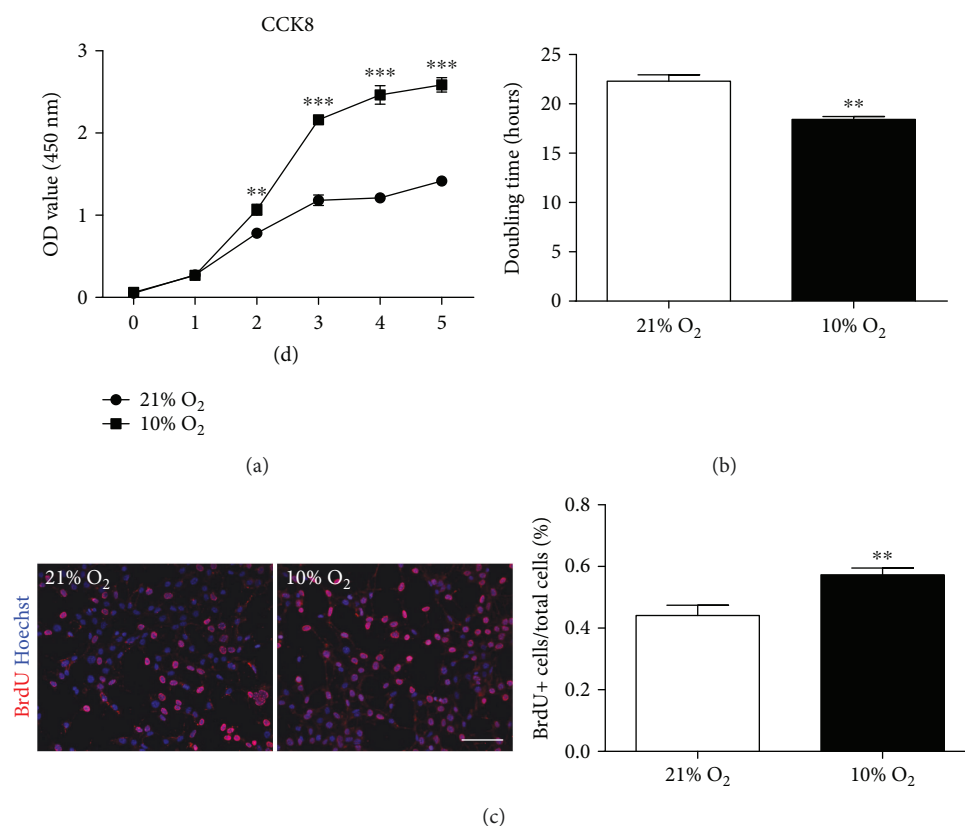 CCK8
3
2
1
0
OD value (450 nm)
**
***
***
***
0 1 2 3 4 5
(d)
21% O₂
10% O₂
(a)
25
20
15
10
5
0
Doubling time (hours)
**
21% O₂ 10% O₂
(b)
BrdU Hoechst
21% O₂
10% O₂
0.8
0.6
0.4
0.2
0.0
BrdU+ cells/total cells (%)
**
21% O₂ 10% O₂
(c)